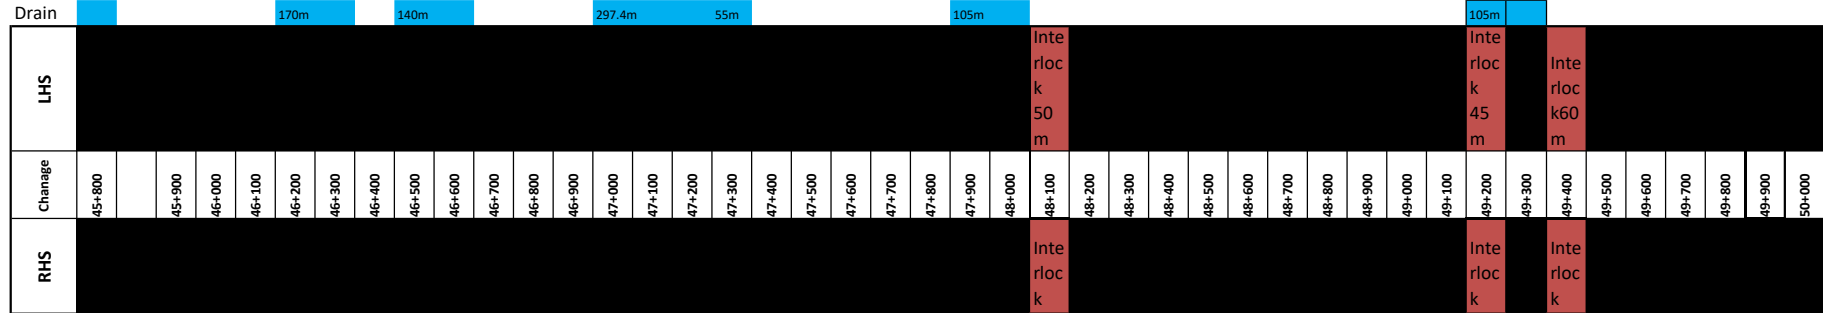 Drain 170m 140m 297.4m 55m 105m 105m
LHS
Inte
rloc
k
50
m
Inte
rloc
k
45
m
Inte
rloc
k60
m
Chanage 45+800 45+900 46+000 46+100 46+200 46+300 46+400 46+500 46+600 46+700 46+800 46+900 47+000 47+100 47+200 47+300 47+400 47+500 47+600 47+700 47+800 47+900 48+000 48+100 48+200 48+300 48+400 48+500 48+600 48+700 48+800 48+900 49+000 49+100 49+200 49+300 49+400 49+500 49+600 49+700 49+800 49+900 50+000
RHS
Inte
rloc
k
Inte
rloc
k
Inte
rloc
k